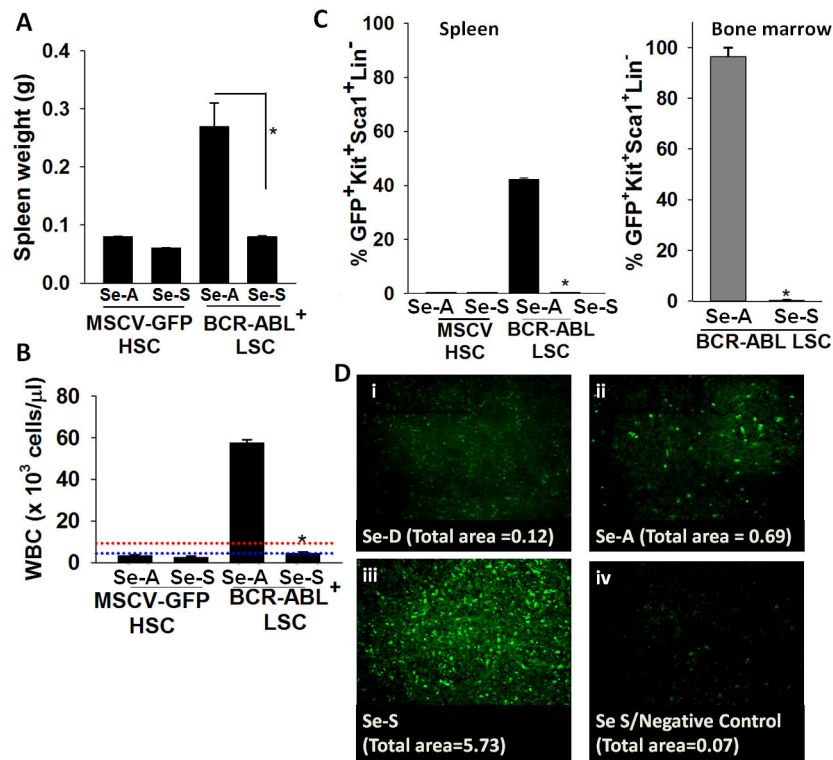 A
Spleen weight (g)
0.4
0.3
0.2
0.1
0.0
*
Se-A Se-S Se-A Se-S
MSCV-GFP BCR-ABL+
HSC LSC
B
WBC (x 10³ cells/µl)
80
60
40
20
0
*
Se-A Se-S Se-A Se-S
MSCV-GFP BCR-ABL+
HSC LSC
C
Spleen
% GFP+Kit+Sca1+Lin-
100
80
60
40
20
0
*
Se-A Se-S Se-A Se-S
MSCV BCR-ABL
HSC LSC
Bone marrow
% GFP+Kit+Sca1+Lin-
100
80
60
40
20
0
*
Se-A Se-S
BCR-ABL LSC
D
i
Se-D (Total area =0.12)
ii
Se-A (Total area = 0.69)
iii
Se-S
(Total area=5.73)
iv
Se S/Negative Control
(Total area=0.07)